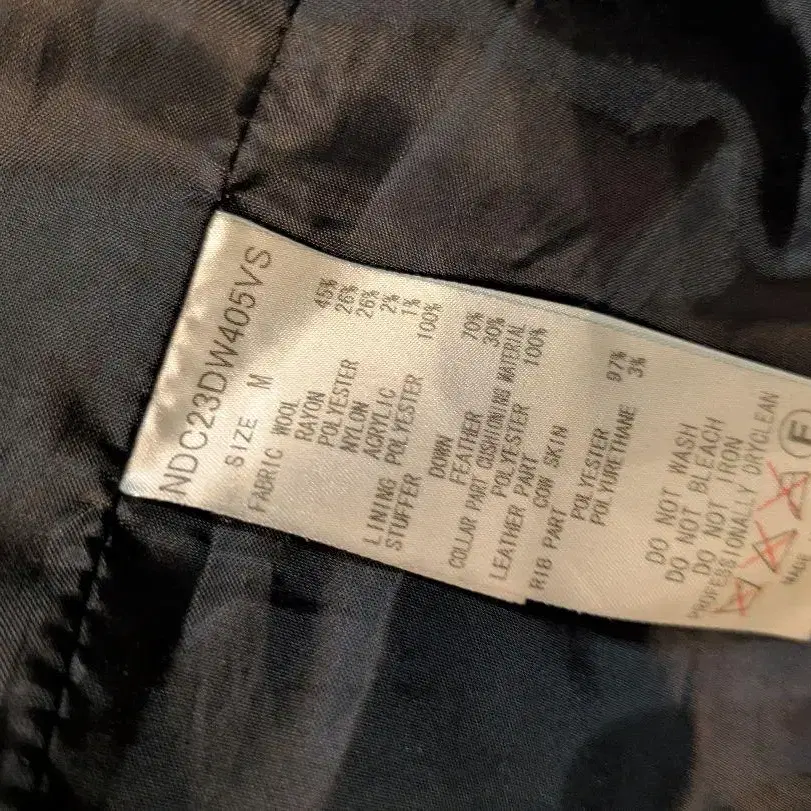 NDC23DW405VS
SIZE M
FABRIC WOOL 45%
RAYON 26%
POLYESTER 26%
NYLON 2%
ACRYLIC 1%
LINING POLYESTER 100%
STUFFER
DOWN 70%
FEATHER 30%
COLLAR PART CUSHIONING MATERIAL
POLYESTER 100%
LEATHER PART
COW SKIN
RIB PART
POLYESTER 97%
POLYURETHANE 3%
DO NOT WASH
DO NOT BLEACH
DO NOT IRON
PROFESSIONALLY DRYCLEAN
F
MADE